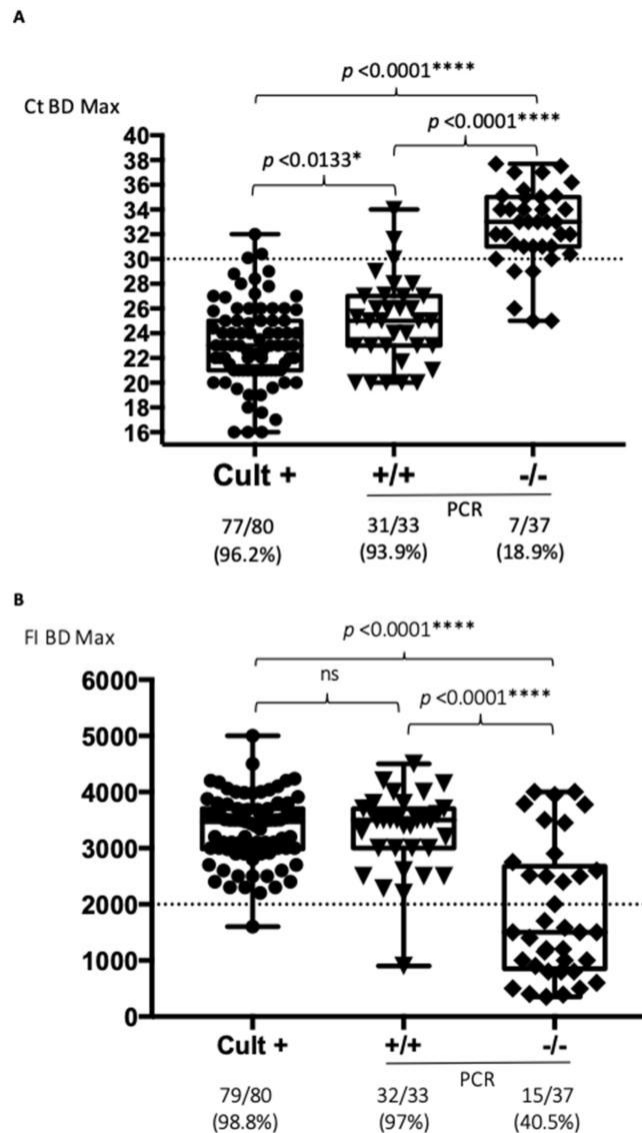 A
p <0.0001****
Ct BD Max
p <0.0001****
p <0.0133*
40
38
36
34
32
30
28
26
24
22
20
18
16
Cult +
+/+
-/-
PCR
77/80
31/33
7/37
(96.2%)
(93.9%)
(18.9%)
B
p <0.0001****
FI BD Max
ns
p <0.0001****
6000
5000
4000
3000
2000
1000
0
Cult +
+/+
-/-
PCR
79/80
32/33
15/37
(98.8%)
(97%)
(40.5%)